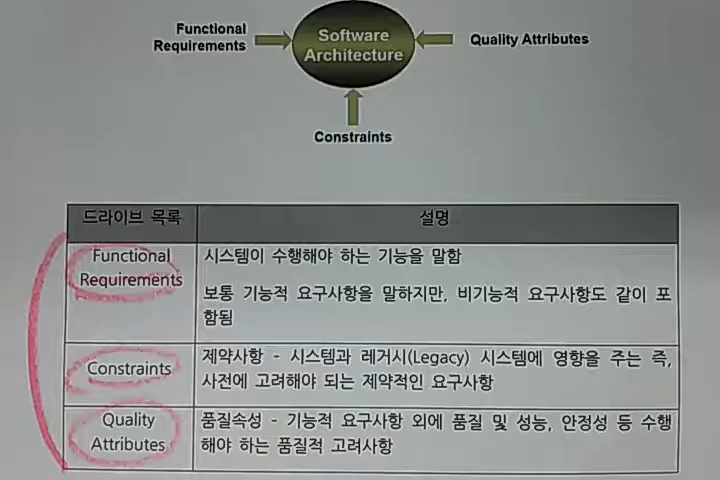 Functional
Requirements
Software
Architecture
Quality Attributes
Constraints
드라이브 목록
설명
Functional
Requirements
시스템이 수행해야 하는 기능을 말함
보통 기능적 요구사항을 말하지만, 비기능적 요구사항도 같이 포
함됨
Constraints
제약사항 - 시스템과 레거시(Legacy) 시스템에 영향을 주는 즉,
사전에 고려해야 되는 제약적인 요구사항
Quality
Attributes
품질속성 - 기능적 요구사항 외에 품질 및 성능, 안정성 등 수행
해야 하는 품질적 고려사항